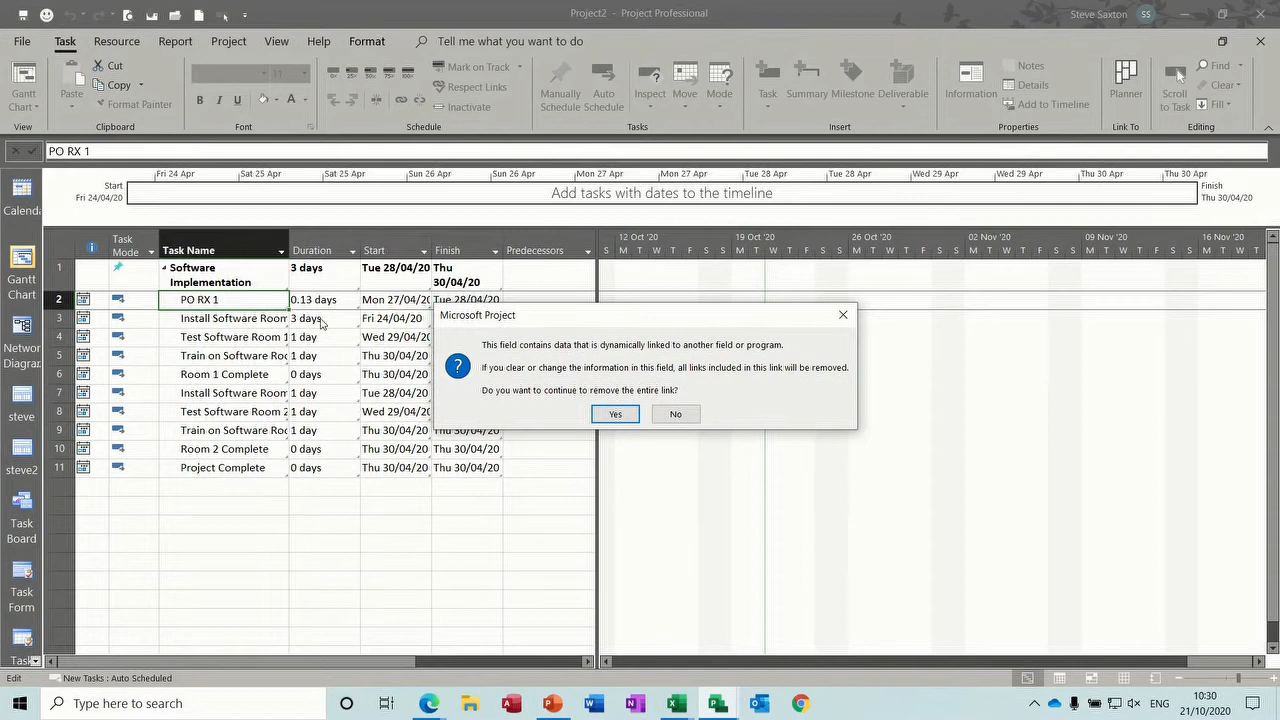 Project2 - Project Professional
Steve Saxton SS
File Task Resource Report Project View Help Format Tell me what you want to do
Gantt Chart
View
Paste
Cut
Copy
Format Painter
Clipboard
11
B I U A
Font
0% 25% 50% 75% 100%
Mark on Track
Respect Links
Inactivate
Schedule
Manually Schedule
Auto Schedule
Inspect
Move
Mode
Tasks
Task
Summary
Milestone
Deliverable
Insert
Information
Notes
Details
Add to Timeline
Properties
Planner
Link To
Scroll to Task
Find
Clear
Fill
Editing
PO RX 1
Fri 24 Apr Sat 25 Apr Sat 25 Apr Sun 26 Apr Sun 26 Apr Mon 27 Apr Mon 27 Apr Tue 28 Apr Tue 28 Apr Wed 29 Apr Wed 29 Apr Thu 30 Apr Thu 30 Apr
Start
Fri 24/04/20
Add tasks with dates to the timeline
Finish
Thu 30/04/20
Calenda
Gantt Chart
Networ Diagram
steve
steve2
Task Board
Task Form
Task
Task Mode Task Name Duration Start Finish Predecessors
12 Oct '20 19 Oct '20 26 Oct '20 02 Nov '20 09 Nov '20 16 Nov '20
S M W T F S S M T W T F S S M T W T F S S M T W T F S S M T W T F S S M T W T
1 Software Implementation 3 days Tue 28/04/20 Thu 30/04/20
2 PO RX 1 0.13 days Mon 27/04/20 Tue 28/04/20
3 Install Software Room 3 days Fri 24/04/20
4 Test Software Room 1 1 day Wed 29/04/20
5 Train on Software Roo 1 day Thu 30/04/20
6 Room 1 Complete 0 days Thu 30/04/20
7 Install Software Room 1 day Tue 28/04/20
8 Test Software Room 2 1 day Wed 29/04/20
9 Train on Software Roo 1 day Thu 30/04/20 Thu 30/04/20
10 Room 2 Complete 0 days Thu 30/04/20 Thu 30/04/20
11 Project Complete 0 days Thu 30/04/20 Thu 30/04/20
Microsoft Project
This field contains data that is dynamically linked to another field or program.
If you clear or change the information in this field, all links included in this link will be removed.
Do you want to continue to remove the entire link?
Yes No
Edit New Tasks : Auto Scheduled
Type here to search
ENG
10:30
21/10/2020